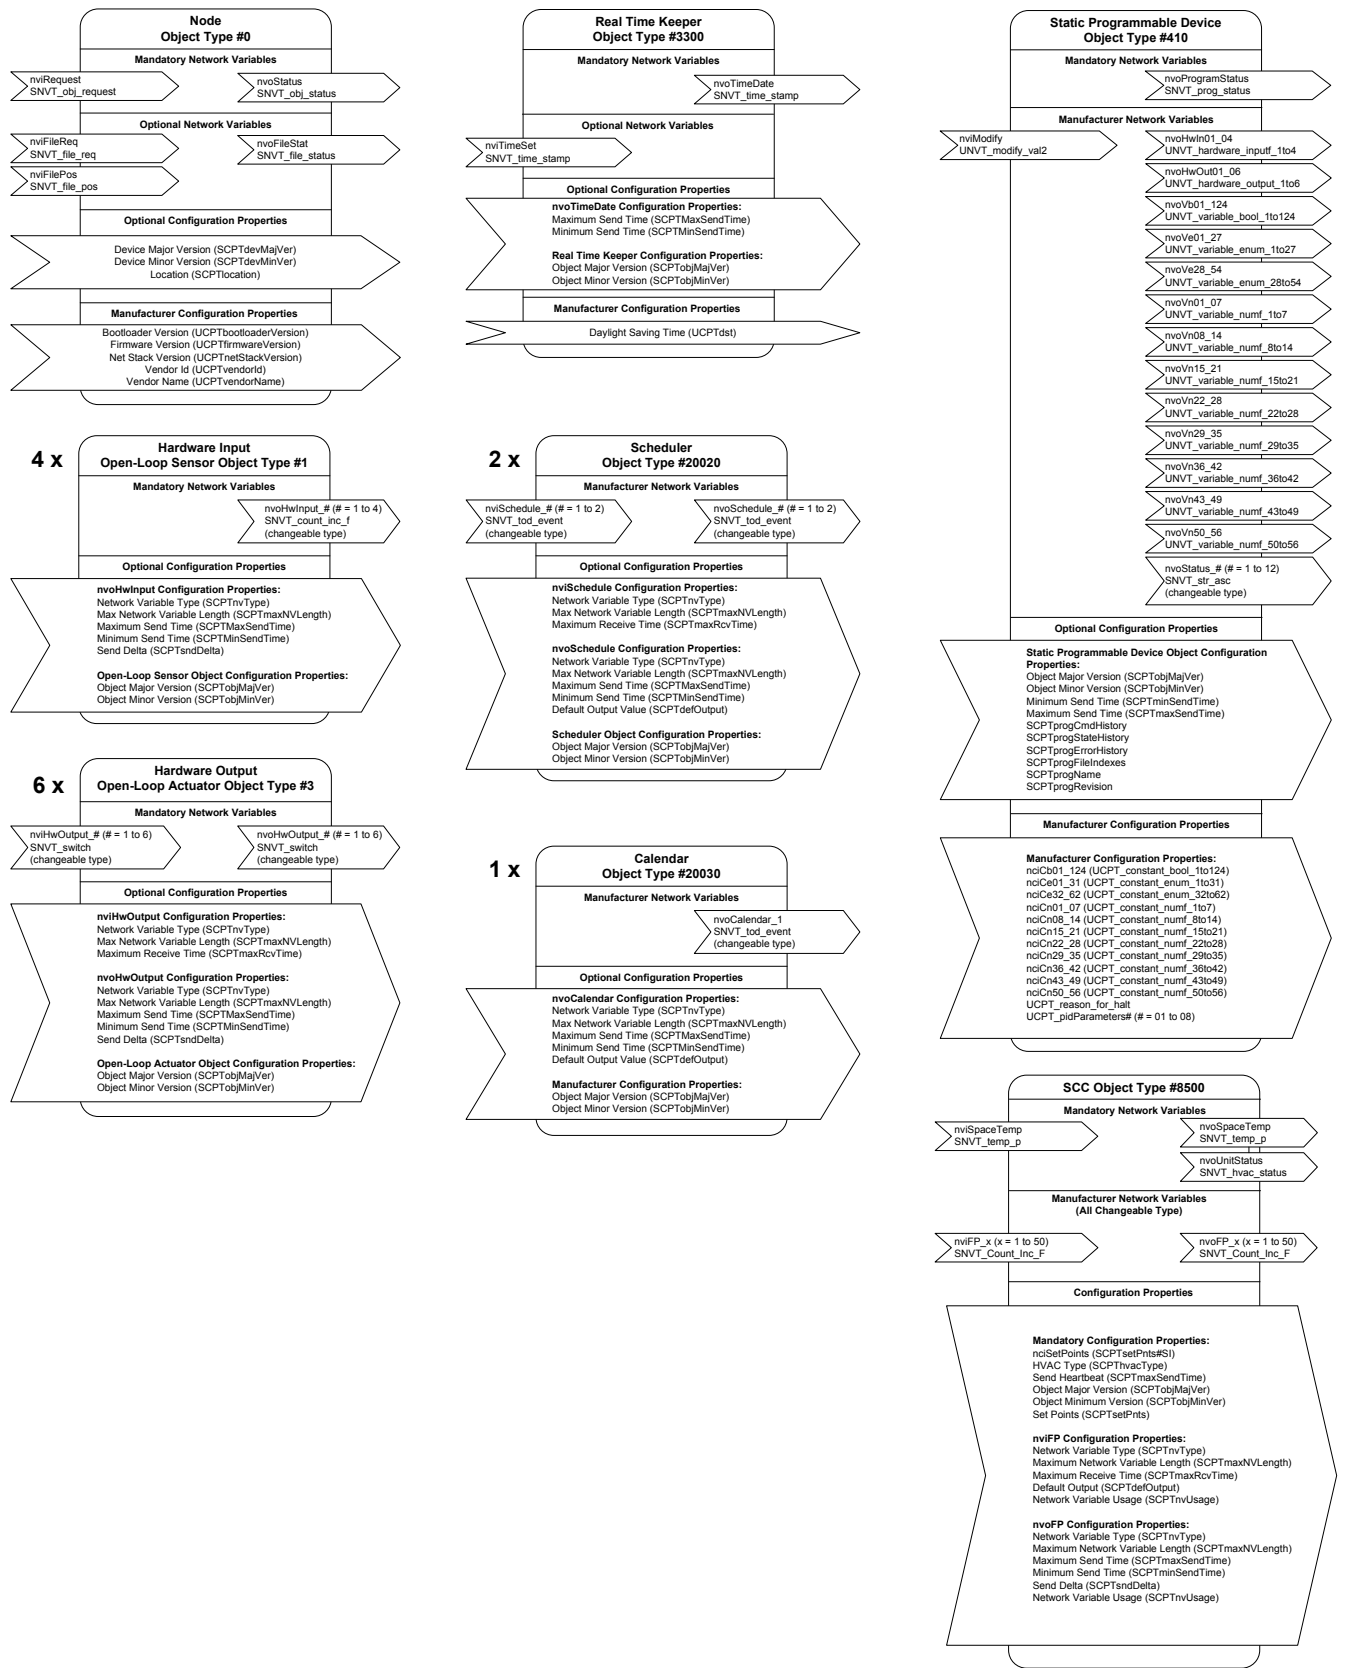 Node
Object Type #0
Mandatory Network Variables
nviRequest
SNVT_obj_request
nvoStatus
SNVT_obj_status
Optional Network Variables
nviFileReq
SNVT_file_req
nvoFileStat
SNVT_file_status
nviFilePos
SNVT_file_pos
Optional Configuration Properties
Device Major Version (SCPTdevMajVer)
Device Minor Version (SCPTdevMinVer)
Location (SCPTlocation)
Manufacturer Configuration Properties
Bootloader Version (UCPTbootloaderVersion)
Firmware Version (UCPTfirmwareVersion)
Net Stack Version (UCPTnetStackVersion)
Vendor Id (UCPTvendorId)
Vendor Name (UCPTvendorName)
4 x
Hardware Input
Open-Loop Sensor Object Type #1
Mandatory Network Variables
nvoHwInput_# (# = 1 to 4)
SNVT_count_inc_f
(changeable type)
Optional Configuration Properties
nvoHwInput Configuration Properties:
Network Variable Type (SCPTnvType)
Max Network Variable Length (SCPTmaxNVLength)
Maximum Send Time (SCPTMaxSendTime)
Minimum Send Time (SCPTMinSendTime)
Send Delta (SCPTsndDelta)
Open-Loop Sensor Object Configuration Properties:
Object Major Version (SCPTobjMajVer)
Object Minor Version (SCPTobjMinVer)
6 x
Hardware Output
Open-Loop Actuator Object Type #3
Mandatory Network Variables
nviHwOutput_# (# = 1 to 6)
SNVT_switch
(changeable type)
nvoHwOutput_# (# = 1 to 6)
SNVT_switch
(changeable type)
Optional Configuration Properties
nviHwOutput Configuration Properties:
Network Variable Type (SCPTnvType)
Max Network Variable Length (SCPTmaxNVLength)
Maximum Receive Time (SCPTmaxRcvTime)
nvoHwOutput Configuration Properties:
Network Variable Type (SCPTnvType)
Max Network Variable Length (SCPTmaxNVLength)
Maximum Send Time (SCPTMaxSendTime)
Minimum Send Time (SCPTMinSendTime)
Send Delta (SCPTsndDelta)
Open-Loop Actuator Object Configuration Properties:
Object Major Version (SCPTobjMajVer)
Object Minor Version (SCPTobjMinVer)
Real Time Keeper
Object Type #3300
Mandatory Network Variables
nvoTimeDate
SNVT_time_stamp
Optional Network Variables
nviTimeSet
SNVT_time_stamp
Optional Configuration Properties
nvoTimeDate Configuration Properties:
Maximum Send Time (SCPTMaxSendTime)
Minimum Send Time (SCPTMinSendTime)
Real Time Keeper Configuration Properties:
Object Major Version (SCPTobjMajVer)
Object Minor Version (SCPTobjMinVer)
Manufacturer Configuration Properties
Daylight Saving Time (UCPTdst)
2 x
Scheduler
Object Type #20020
Manufacturer Network Variables
nviSchedule_# (# = 1 to 2)
SNVT_tod_event
(changeable type)
nvoSchedule_# (# = 1 to 2)
SNVT_tod_event
(changeable type)
Optional Configuration Properties
nviSchedule Configuration Properties:
Network Variable Type (SCPTnvType)
Max Network Variable Length (SCPTmaxNVLength)
Maximum Receive Time (SCPTmaxRcvTime)
nvoSchedule Configuration Properties:
Network Variable Type (SCPTnvType)
Max Network Variable Length (SCPTmaxNVLength)
Maximum Send Time (SCPTMaxSendTime)
Minimum Send Time (SCPTMinSendTime)
Default Output Value (SCPTdefOutput)
Scheduler Object Configuration Properties:
Object Major Version (SCPTobjMajVer)
Object Minor Version (SCPTobjMinVer)
1 x
Calendar
Object Type #20030
Manufacturer Network Variables
nvoCalendar_1
SNVT_tod_event
(changeable type)
Optional Configuration Properties
nvoCalendar Configuration Properties:
Network Variable Type (SCPTnvType)
Max Network Variable Length (SCPTmaxNVLength)
Maximum Send Time (SCPTMaxSendTime)
Minimum Send Time (SCPTMinSendTime)
Default Output Value (SCPTdefOutput)
Manufacturer Configuration Properties:
Object Major Version (SCPTobjMajVer)
Object Minor Version (SCPTobjMinVer)
Static Programmable Device
Object Type #410
Mandatory Network Variables
nvoProgramStatus
SNVT_prog_status
Manufacturer Network Variables
nviModify
UNVT_modify_val2
nvoHwIn01_04
UNVT_hardware_inputf_1to4
nvoHwOut01_06
UNVT_hardware_output_1to6
nvoVb01_124
UNVT_variable_bool_1to124
nvoVe01_27
UNVT_variable_enum_1to27
nvoVe28_54
UNVT_variable_enum_28to54
nvoVn01_07
UNVT_variable_numf_1to7
nvoVn08_14
UNVT_variable_numf_8to14
nvoVn15_21
UNVT_variable_numf_15to21
nvoVn22_28
UNVT_variable_numf_22to28
nvoVn29_35
UNVT_variable_numf_29to35
nvoVn36_42
UNVT_variable_numf_36to42
nvoVn43_49
UNVT_variable_numf_43to49
nvoVn50_56
UNVT_variable_numf_50to56
nvoStatus_# (# = 1 to 12)
SNVT_str_asc
(changeable type)
Optional Configuration Properties
Static Programmable Device Object Configuration
Properties:
Object Major Version (SCPTobjMajVer)
Object Minor Version (SCPTobjMinVer)
Minimum Send Time (SCPTminSendTime)
Maximum Send Time (SCPTmaxSendTime)
SCPTprogCmdHistory
SCPTprogStateHistory
SCPTprogErrorHistory
SCPTprogFileIndexes
SCPTprogName
SCPTprogRevision
Manufacturer Configuration Properties
Manufacturer Configuration Properties:
nciCb01_124 (UCPT_constant_bool_1to124)
nciCe01_31 (UCPT_constant_enum_1to31)
nciCe32_62 (UCPT_constant_enum_32to62)
nciCn01_07 (UCPT_constant_numf_1to7)
nciCn08_14 (UCPT_constant_numf_8to14)
nciCn15_21 (UCPT_constant_numf_15to21)
nciCn22_28 (UCPT_constant_numf_22to28)
nciCn29_35 (UCPT_constant_numf_29to35)
nciCn36_42 (UCPT_constant_numf_36to42)
nciCn43_49 (UCPT_constant_numf_43to49)
nciCn50_56 (UCPT_constant_numf_50to56)
UCPT_reason_for_halt
UCPT_pidParameters# (# = 01 to 08)
SCC Object Type #8500
Mandatory Network Variables
nviSpaceTemp
SNVT_temp_p
nvoSpaceTemp
SNVT_temp_p
nvoUnitStatus
SNVT_hvac_status
Manufacturer Network Variables
(All Changeable Type)
nviFP_x (x = 1 to 50)
SNVT_Count_Inc_F
nvoFP_x (x = 1 to 50)
SNVT_Count_Inc_F
Configuration Properties
Mandatory Configuration Properties:
nciSetPoints (SCPTsetPnts#SI)
HVAC Type (SCPThvacType)
Send Heartbeat (SCPTmaxSendTime)
Object Major Version (SCPTobjMajVer)
Object Minimum Version (SCPTobjMinVer)
Set Points (SCPTsetPnts)
nviFP Configuration Properties:
Network Variable Type (SCPTnvType)
Maximum Network Variable Length (SCPTmaxNVLength)
Maximum Receive Time (SCPTmaxRcvTime)
Default Output (SCPTdefOutput)
Network Variable Usage (SCPTnvUsage)
nvoFP Configuration Properties:
Network Variable Type (SCPTnvType)
Maximum Network Variable Length (SCPTmaxNVLength)
Maximum Send Time (SCPTmaxSendTime)
Minimum Send Time (SCPTminSendTime)
Send Delta (SCPTsndDelta)
Network Variable Usage (SCPTnvUsage)